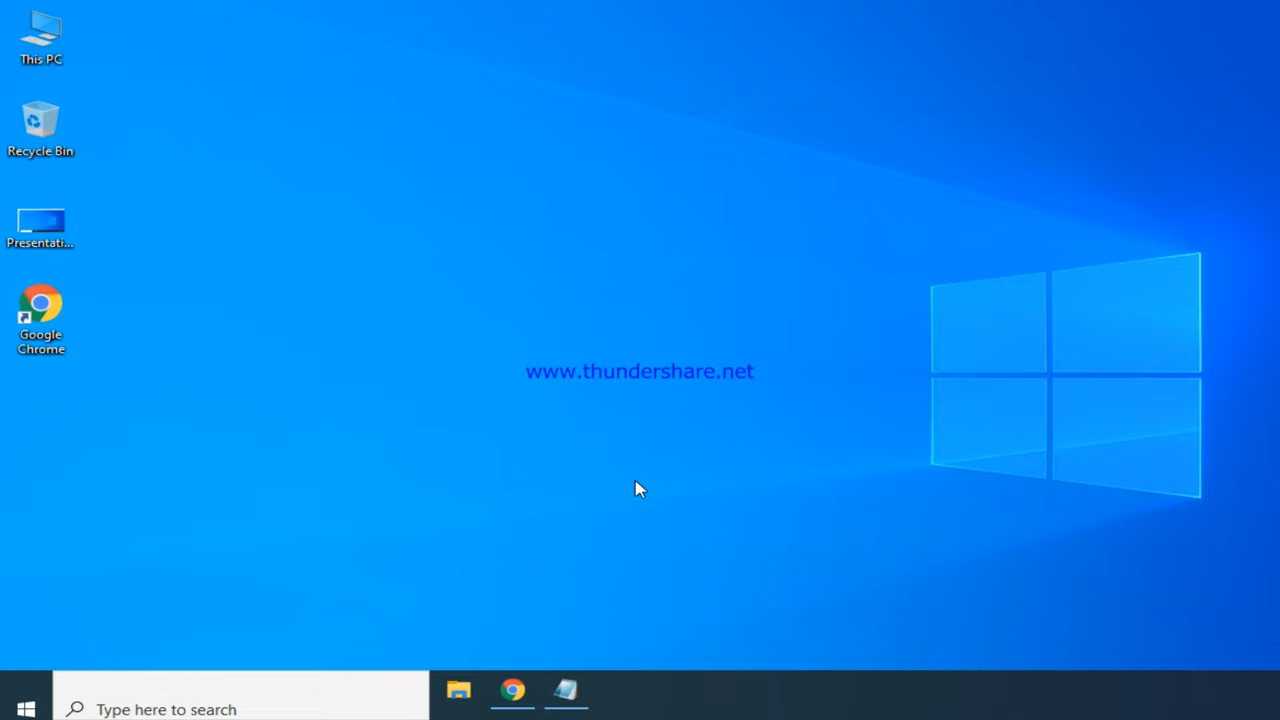 This PC
Recycle Bin
Presentati...
Google
Chrome
www.thundershare.net
Type here to search